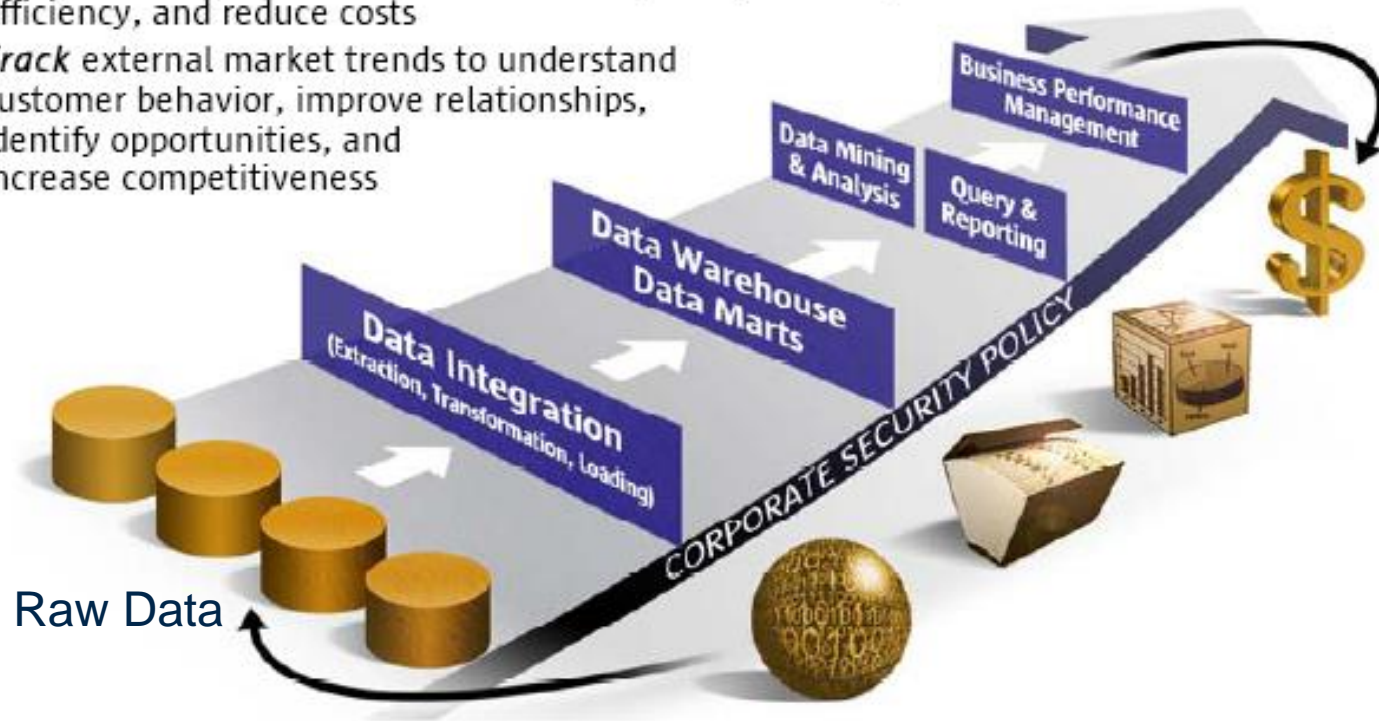 fficiency, and reduce costs
rack external market trends to understand
ustomer behavior, improve relationships,
dentify opportunities, and
ncrease competitiveness
Business Performance
Management
Data Mining
& Analysis
Query &
Reporting
Data Warehouse
Data Marts
Data Integration
(Extraction, Transformation, Loading)
CORPORATE SECURITY POLICY
Raw Data
$